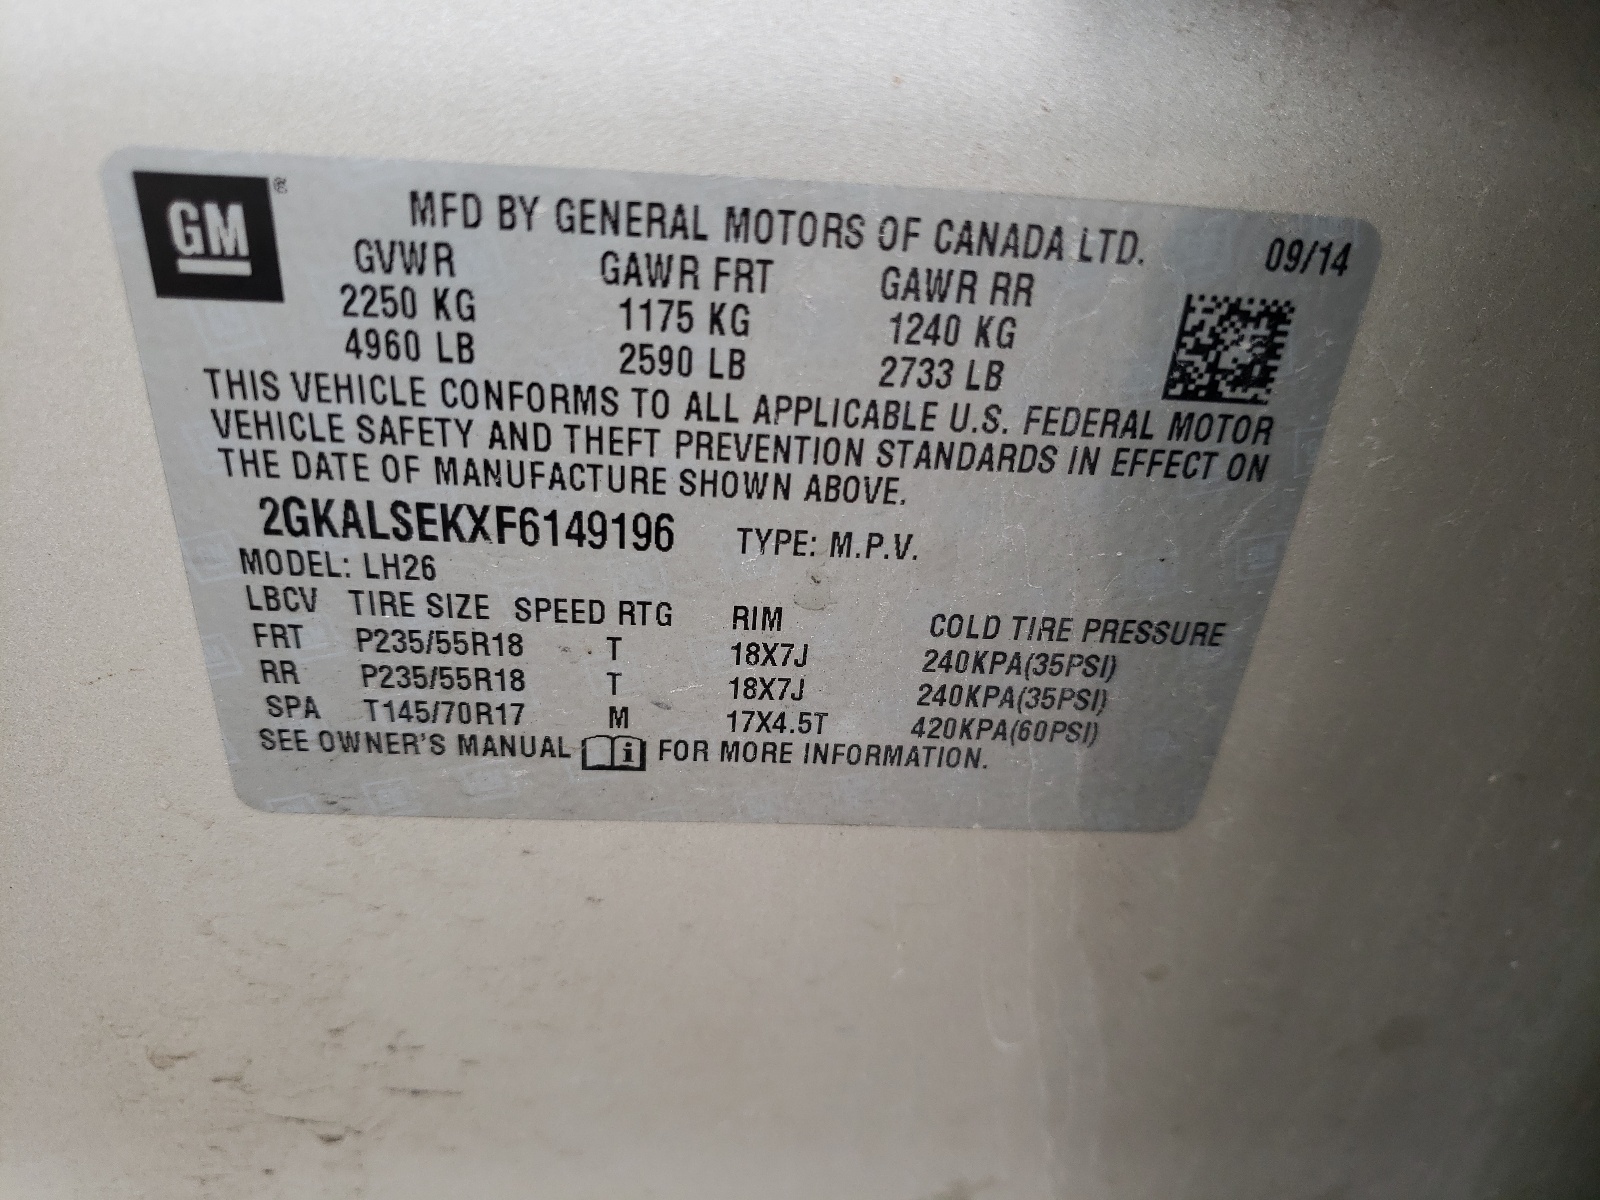 GM ®
MFD BY GENERAL MOTORS OF CANADA LTD. 09/14
GVWR GAWR FRT GAWR RR
2250 KG 1175 KG 1240 KG
4960 LB 2590 LB 2733 LB
THIS VEHICLE CONFORMS TO ALL APPLICABLE U.S. FEDERAL MOTOR
VEHICLE SAFETY AND THEFT PREVENTION STANDARDS IN EFFECT ON
THE DATE OF MANUFACTURE SHOWN ABOVE.
2GKALSEKXF6149196 TYPE: M.P.V.
MODEL: LH26
LBCV TIRE SIZE SPEED RTG RIM COLD TIRE PRESSURE
FRT P235/55R18 T 18X7J 240KPA(35PSI)
RR P235/55R18 T 18X7J 240KPA(35PSI)
SPA T145/70R17 M 17X4.5T 420KPA(60PSI)
SEE OWNER'S MANUAL i FOR MORE INFORMATION.